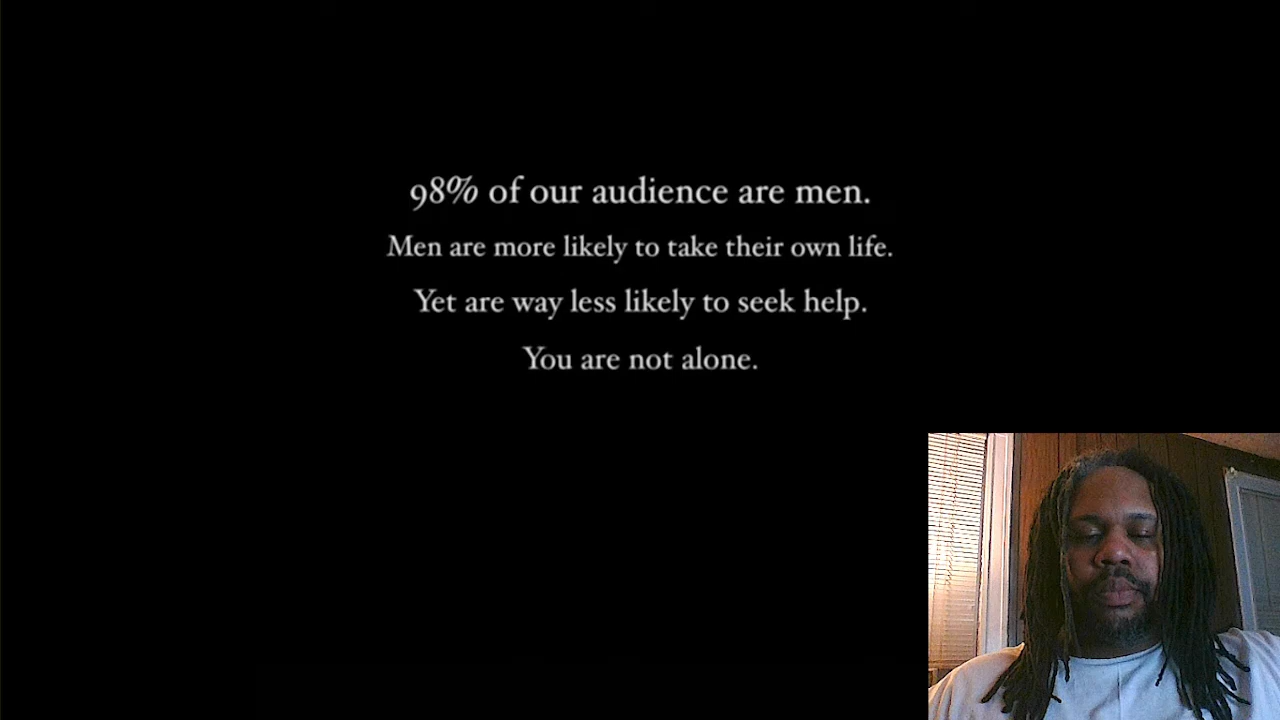 98% of our audience are men.
Men are more likely to take their own life.
Yet are way less likely to seek help.
You are not alone.